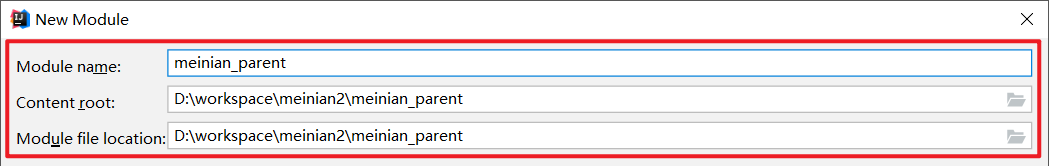 New Module
Module name: meinian_parent
Content root: D:\workspace\meinian2\meinian_parent
Module file location: D:\workspace\meinian2\meinian_parent